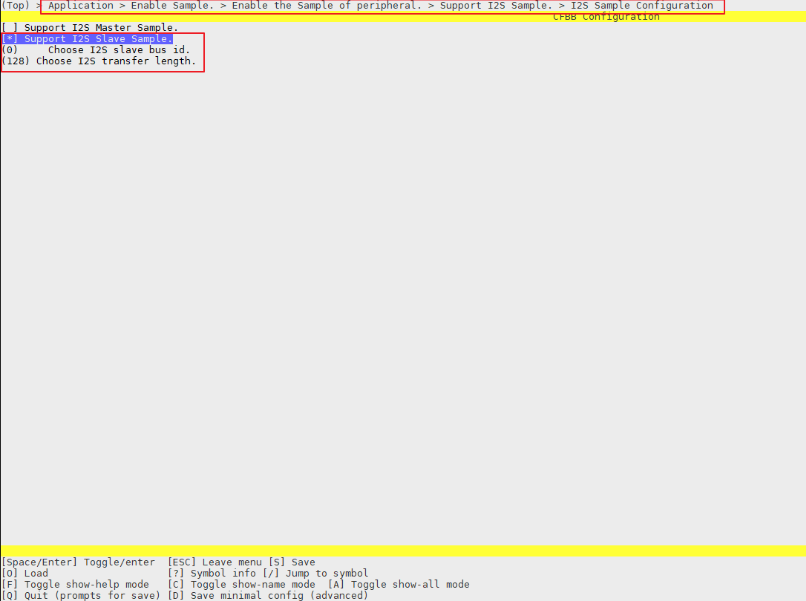 (Top) > Application > Enable Sample. > Enable the Sample of peripheral. > Support I2S Sample. > I2S Sample Configuration
CFBB Configuration
[ ] Support I2S Master Sample.
[*] Support I2S Slave Sample.
(0)     Choose I2S slave bus id.
(128) Choose I2S transfer length.
[Space/Enter] Toggle/enter  [ESC] Leave menu [S] Save
[O] Load                    [?] Symbol info [/] Jump to symbol
[F] Toggle show-help mode   [C] Toggle show-name mode  [A] Toggle show-all mode
[Q] Quit (prompts for save) [D] Save minimal config (advanced)